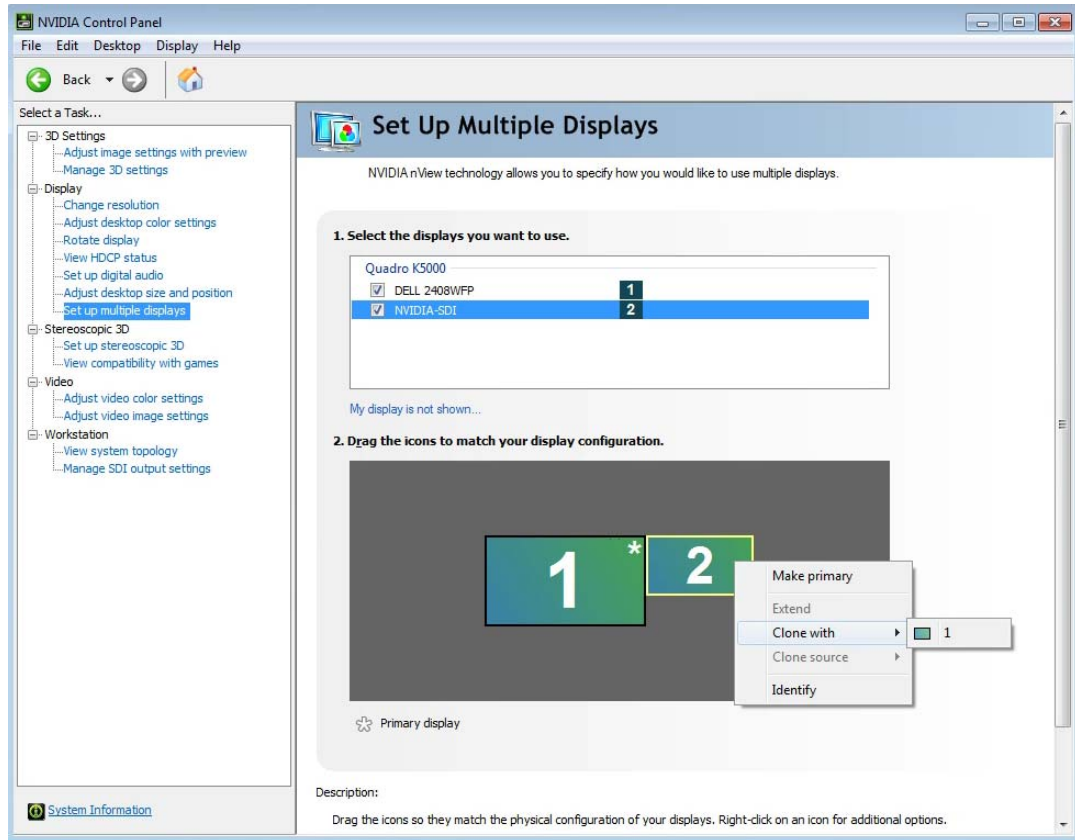 NVIDIA Control Panel
File Edit Desktop Display Help
Back
Select a Task...
3D Settings
Adjust image settings with preview
Manage 3D settings
Display
Change resolution
Adjust desktop color settings
Rotate display
View HDCP status
Set up digital audio
Adjust desktop size and position
Set up multiple displays
Stereoscopic 3D
Set up stereoscopic 3D
View compatibility with games
Video
Adjust video color settings
Adjust video image settings
Workstation
View system topology
Manage SDI output settings
System Information
Set Up Multiple Displays
NVIDIA nView technology allows you to specify how you would like to use multiple displays.
1. Select the displays you want to use.
Quadro K5000
DELL 2408WFP 1
NVIDIA-SDI 2
My display is not shown...
2. Drag the icons to match your display configuration.
1 * 2
Make primary
Extend
Clone with 1
Clone source
Identify
Primary display
Description:
Drag the icons so they match the physical configuration of your displays. Right-click on an icon for additional options.